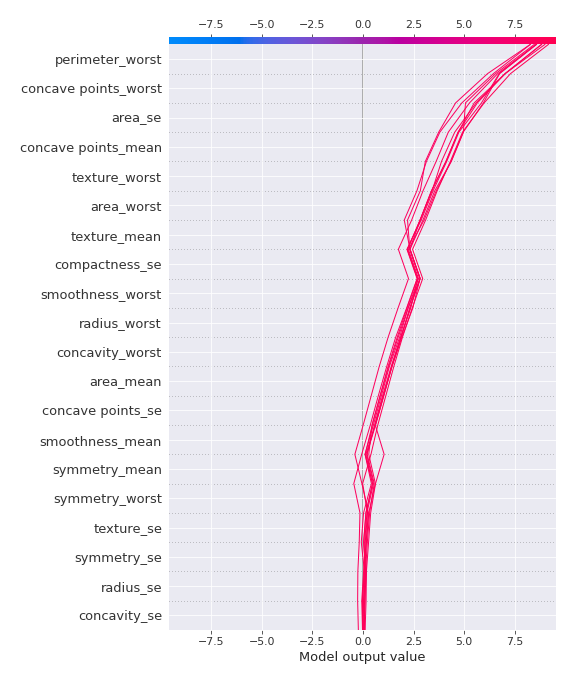 −7.5 −5.0 −2.5 0.0 2.5 5.0 7.5
perimeter_worst
concave points_worst
area_se
concave points_mean
texture_worst
area_worst
texture_mean
compactness_se
smoothness_worst
radius_worst
concavity_worst
area_mean
concave points_se
smoothness_mean
symmetry_mean
symmetry_worst
texture_se
symmetry_se
radius_se
concavity_se
−7.5 −5.0 −2.5 0.0 2.5 5.0 7.5
Model output value